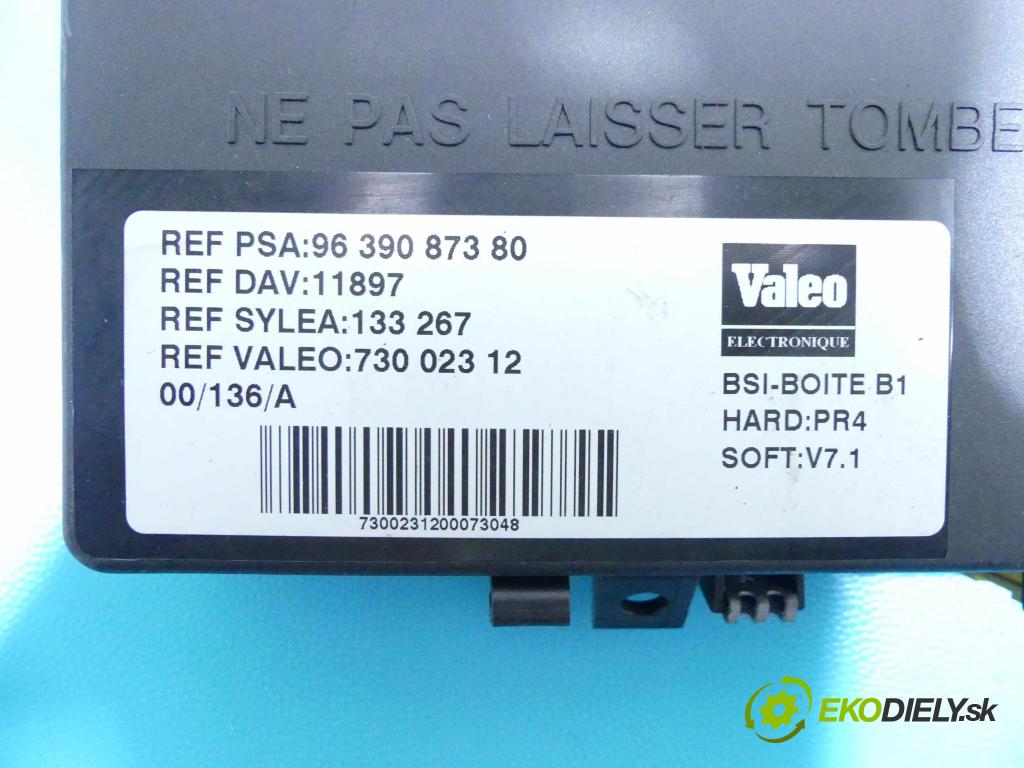 NE PAS LAISSER TOMBE
REF PSA:96 390 873 80
REF DAV:11897
REF SYLEA:133 267
REF VALEO:730 023 12
00/136/A
7300231200073048
Valeo
ELECTRONIQUE
BSI-BOITE B1
HARD:PR4
SOFT:V7.1
EKODIELY.sk